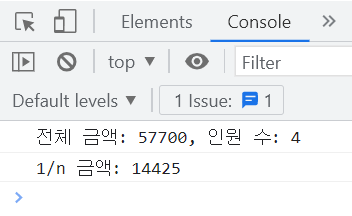 Elements Console »
top ▼ Filter
Default levels ▼ 1 Issue: 1
전체 금액: 57700, 인원 수: 4
1/n 금액: 14425
>